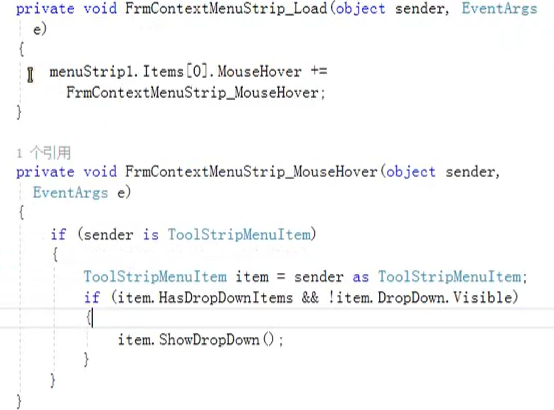 private void FrmContextMenuStrip_Load(object sender, EventArgs
e)
{
menuStrip1.Items[0].MouseHover +=
FrmContextMenuStrip_MouseHover;
}
1 个引用
private void FrmContextMenuStrip_MouseHover(object sender,
EventArgs e)
{
if (sender is ToolStripMenuItem)
{
ToolStripMenuItem item = sender as ToolStripMenuItem;
if (item.HasDropDownItems && !item.DropDown.Visible)
{
item.ShowDropDown();
}
}
}